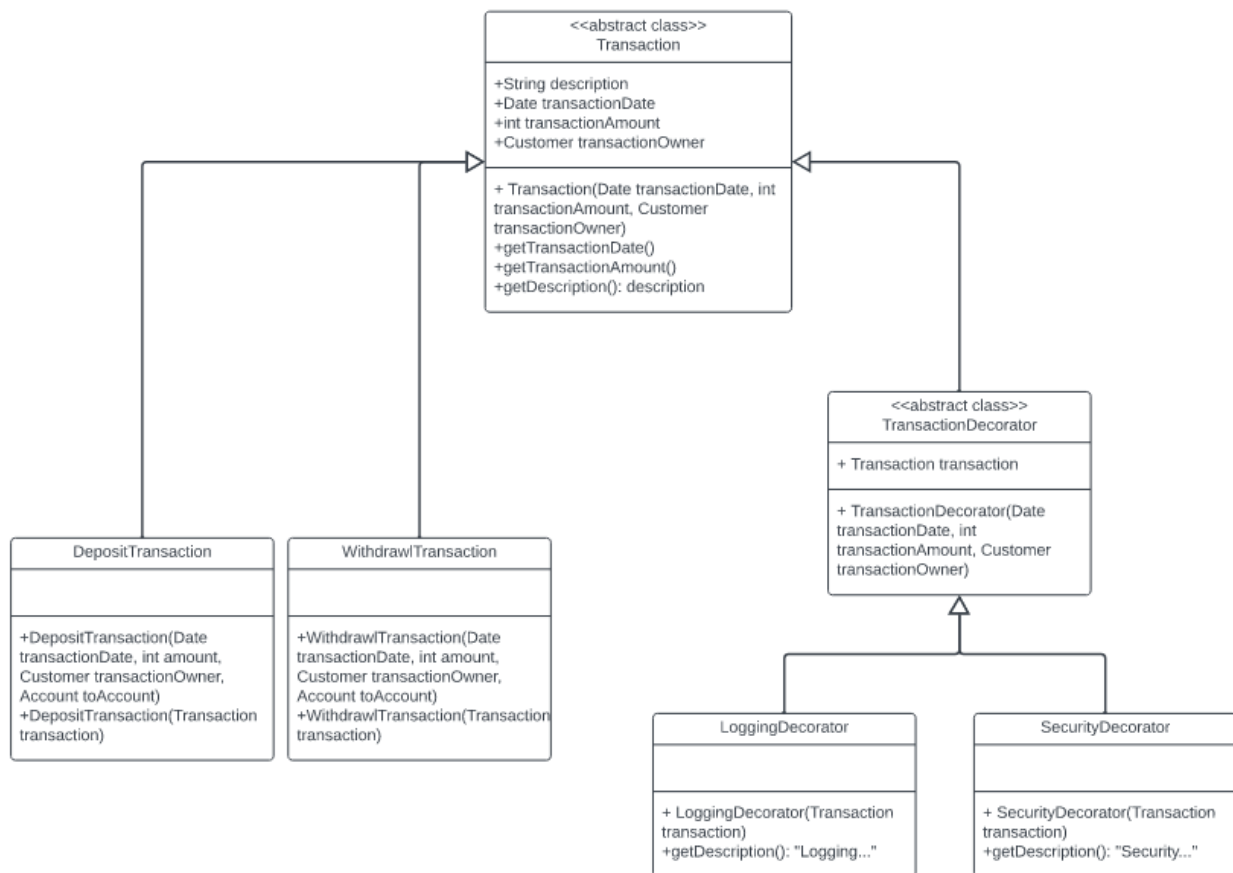 <<abstract class>>
Transaction
+String description
+Date transactionDate
+int transactionAmount
+Customer transactionOwner
+ Transaction(Date transactionDate, int
transactionAmount, Customer
transactionOwner)
+getTransactionDate()
+getTransactionAmount()
+getDescription(): description
<<abstract class>>
TransactionDecorator
+ Transaction transaction
+ TransactionDecorator(Date
transactionDate, int
transactionAmount, Customer
transactionOwner)
DepositTransaction
+DepositTransaction(Date
transactionDate, int amount,
Customer transactionOwner,
Account toAccount)
+DepositTransaction(Transaction
transaction)
WithdrawlTransaction
+WithdrawlTransaction(Date
transactionDate, int amount,
Customer transactionOwner,
Account toAccount)
+WithdrawlTransaction(Transaction
transaction)
LoggingDecorator
+ LoggingDecorator(Transaction
transaction)
+getDescription(): "Logging..."
SecurityDecorator
+ SecurityDecorator(Transaction
transaction)
+getDescription(): "Security..."